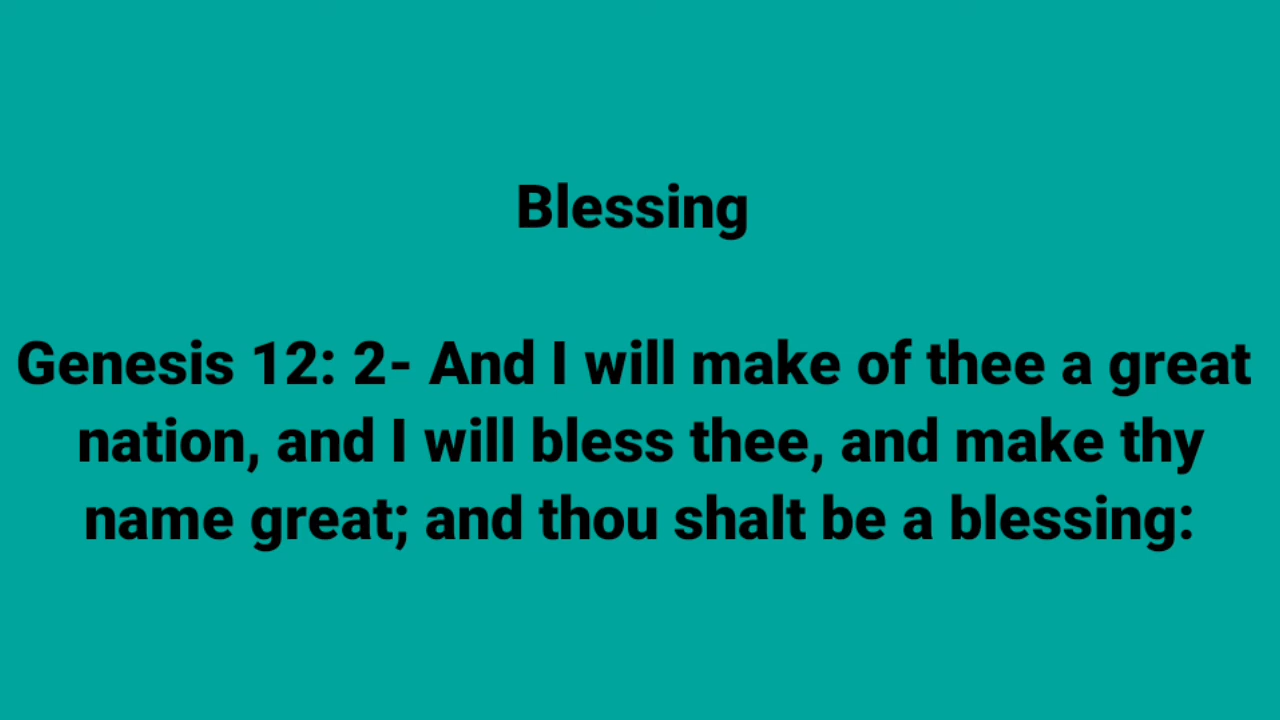 Blessing
Genesis 12: 2- And I will make of thee a great
nation, and I will bless thee, and make thy
name great; and thou shalt be a blessing: